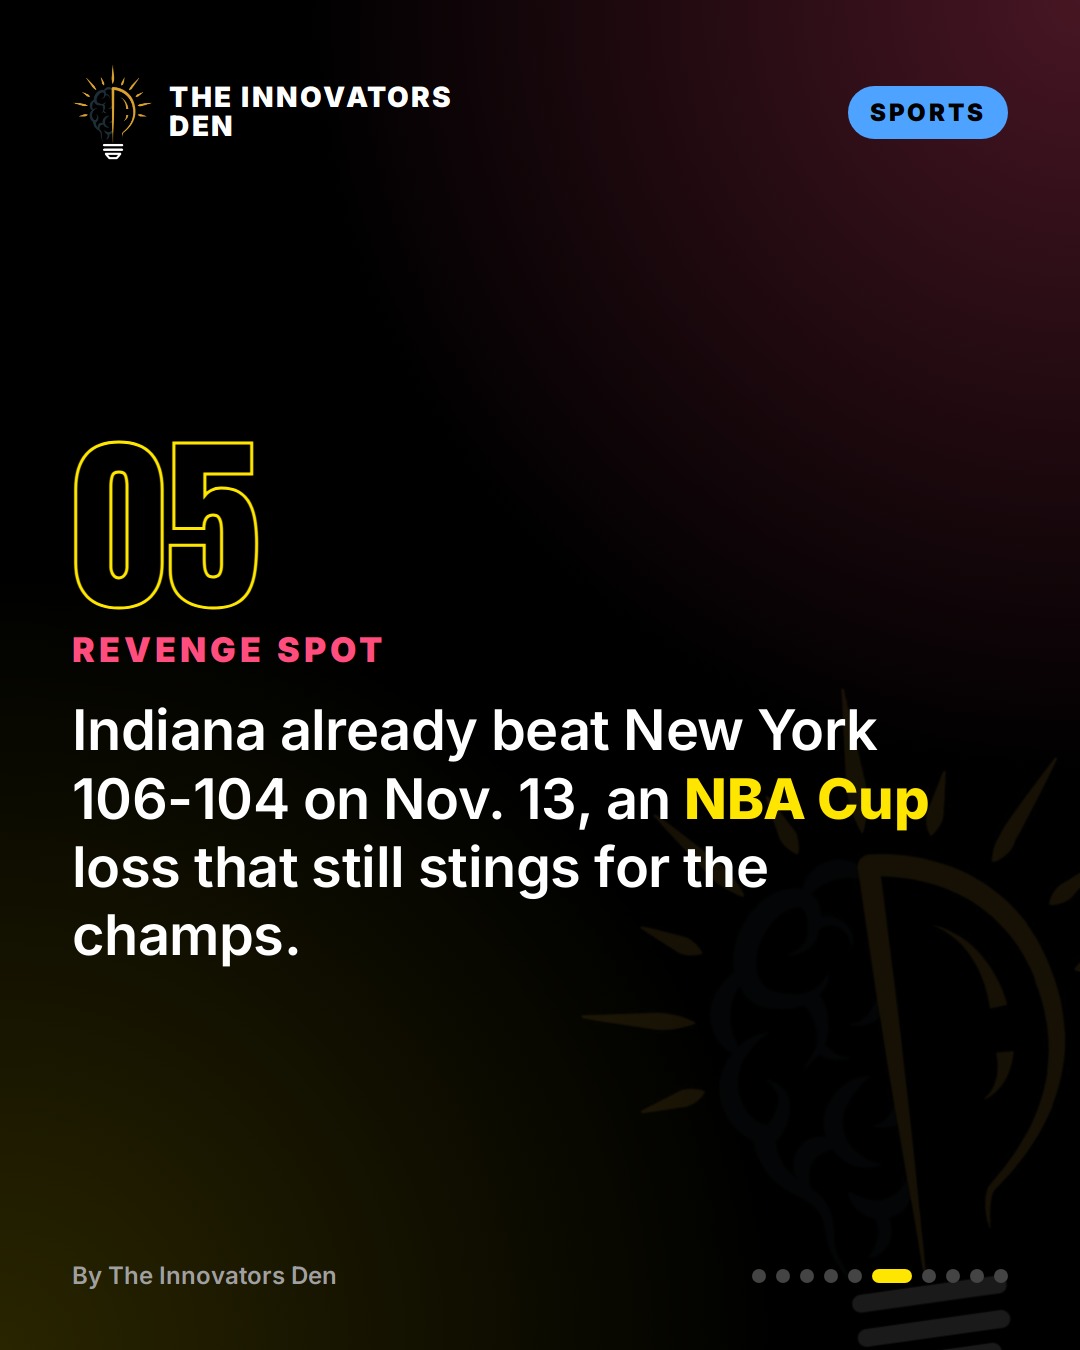 THE INNOVATORS
DEN
SPORTS
05
REVENGE SPOT
Indiana already beat New York
106-104 on Nov. 13, an NBA Cup
loss that still stings for the
champs.
By The Innovators Den